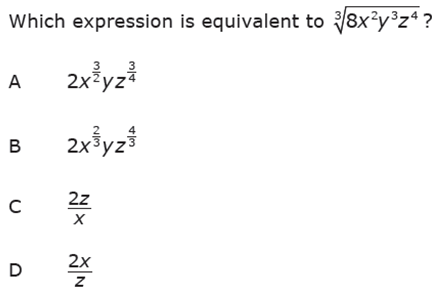 Which expression is equivalent to ∛(8x²y³z⁴) ?
A 2x^(3/2)yz^(3/4)
B 2x^(2/3)yz^(4/3)
C 2z/x
D 2x/z